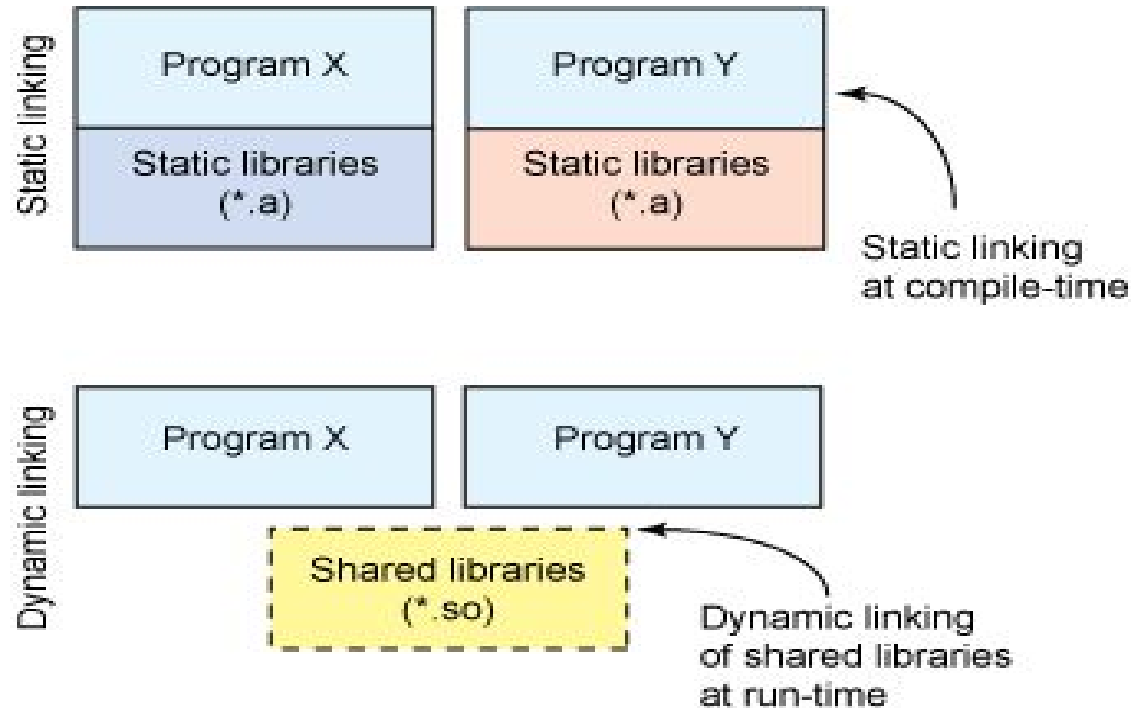 Static linking
Program X
Program Y
Static libraries
(*.a)
Static libraries
(*.a)
Static linking
at compile-time
Dynamic linking
Program X
Program Y
Shared libraries
(*.so)
Dynamic linking
of shared libraries
at run-time